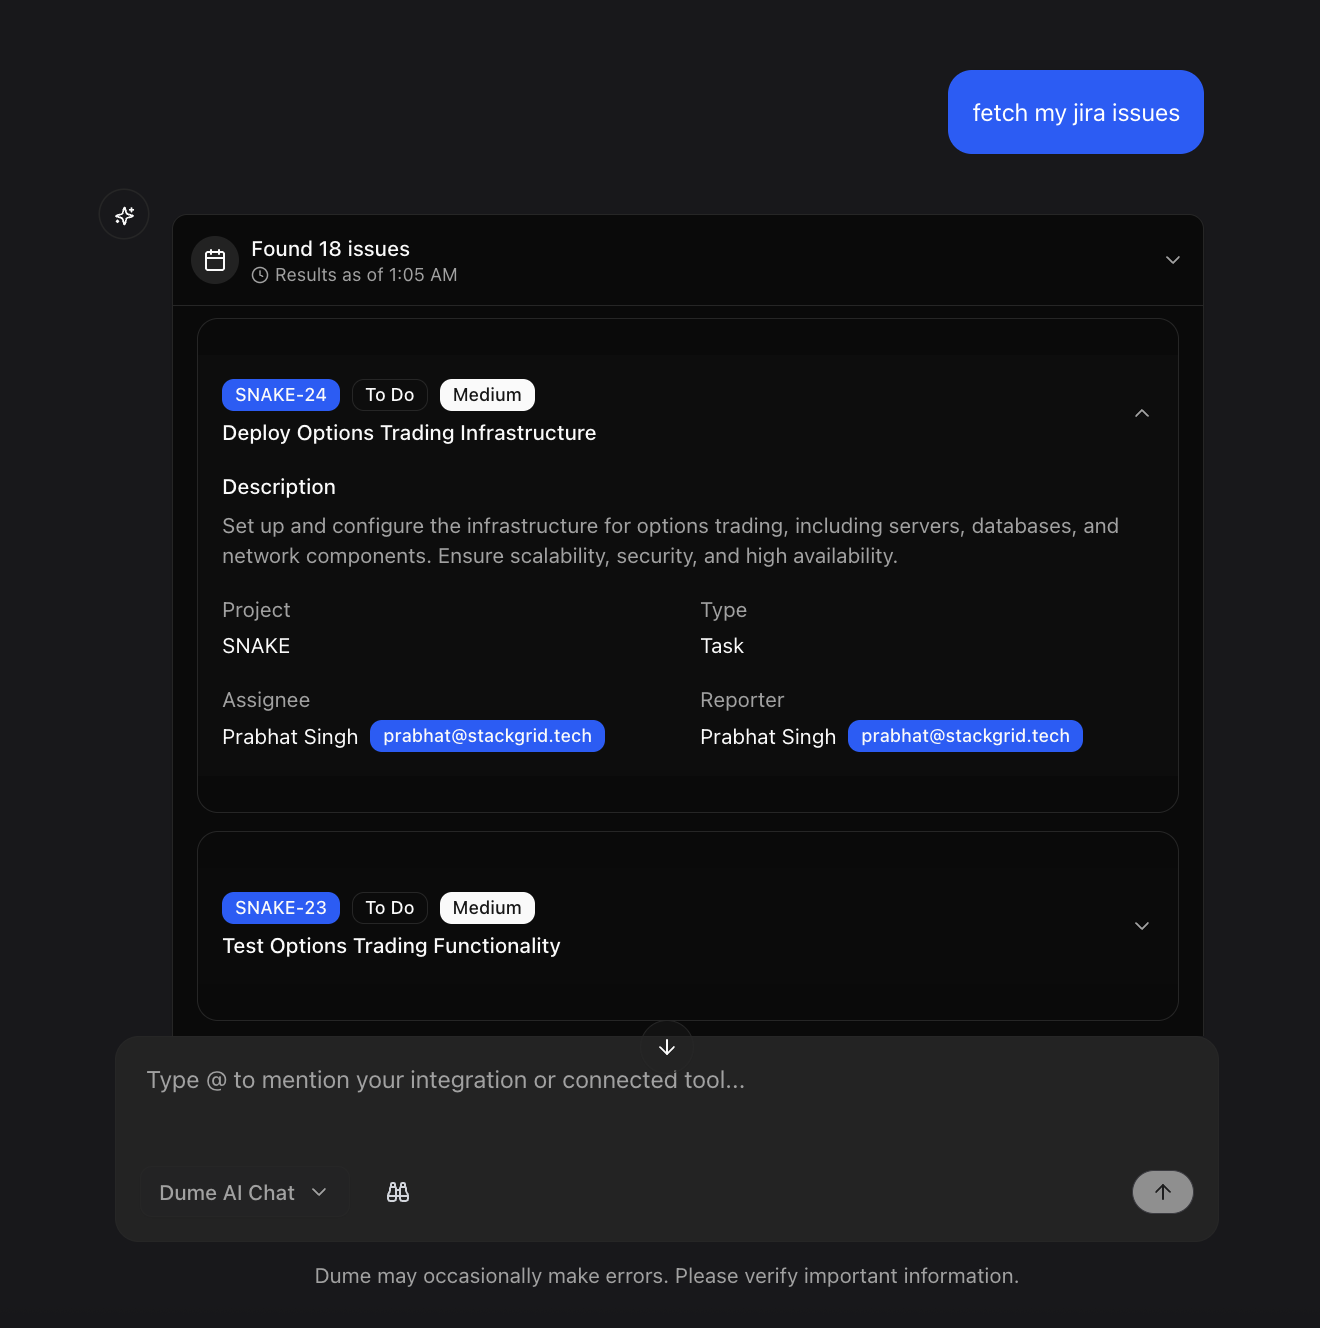 fetch my jira issues
Found 18 issues
Results as of 1:05 AM
SNAKE-24 To Do Medium
Deploy Options Trading Infrastructure
Description
Set up and configure the infrastructure for options trading, including servers, databases, and
network components. Ensure scalability, security, and high availability.
Project Type
SNAKE Task
Assignee Reporter
Prabhat Singh prabhat@stackgrid.tech Prabhat Singh prabhat@stackgrid.tech
SNAKE-23 To Do Medium
Test Options Trading Functionality
Type @ to mention your integration or connected tool...
Dume AI Chat
Dume may occasionally make errors. Please verify important information.